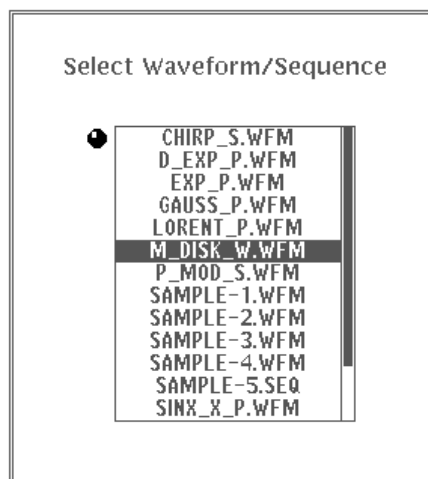 Select Waveform/Sequence
CHIRP_S.WFM
D_EXP_P.WFM
EXP_P.WFM
GAUSS_P.WFM
LORENT_P.WFM
M_DISK_W.WFM
P_MOD_S.WFM
SAMPLE-1.WFM
SAMPLE-2.WFM
SAMPLE-3.WFM
SAMPLE-4.WFM
SAMPLE-5.SEQ
SINX_X_P.WFM